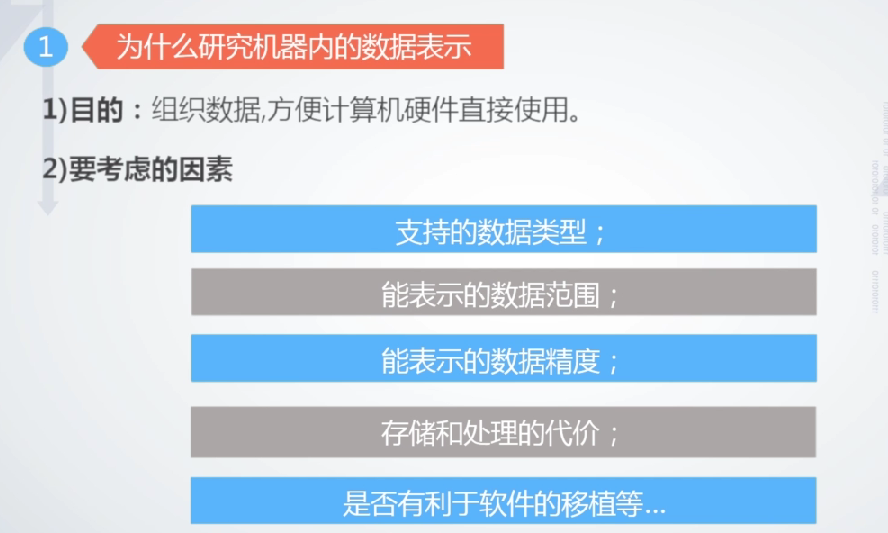 1 为什么研究机器内的数据表示
1)目的：组织数据,方便计算机硬件直接使用。
2)要考虑的因素
支持的数据类型；
能表示的数据范围；
能表示的数据精度；
存储和处理的代价；
是否有利于软件的移植等...